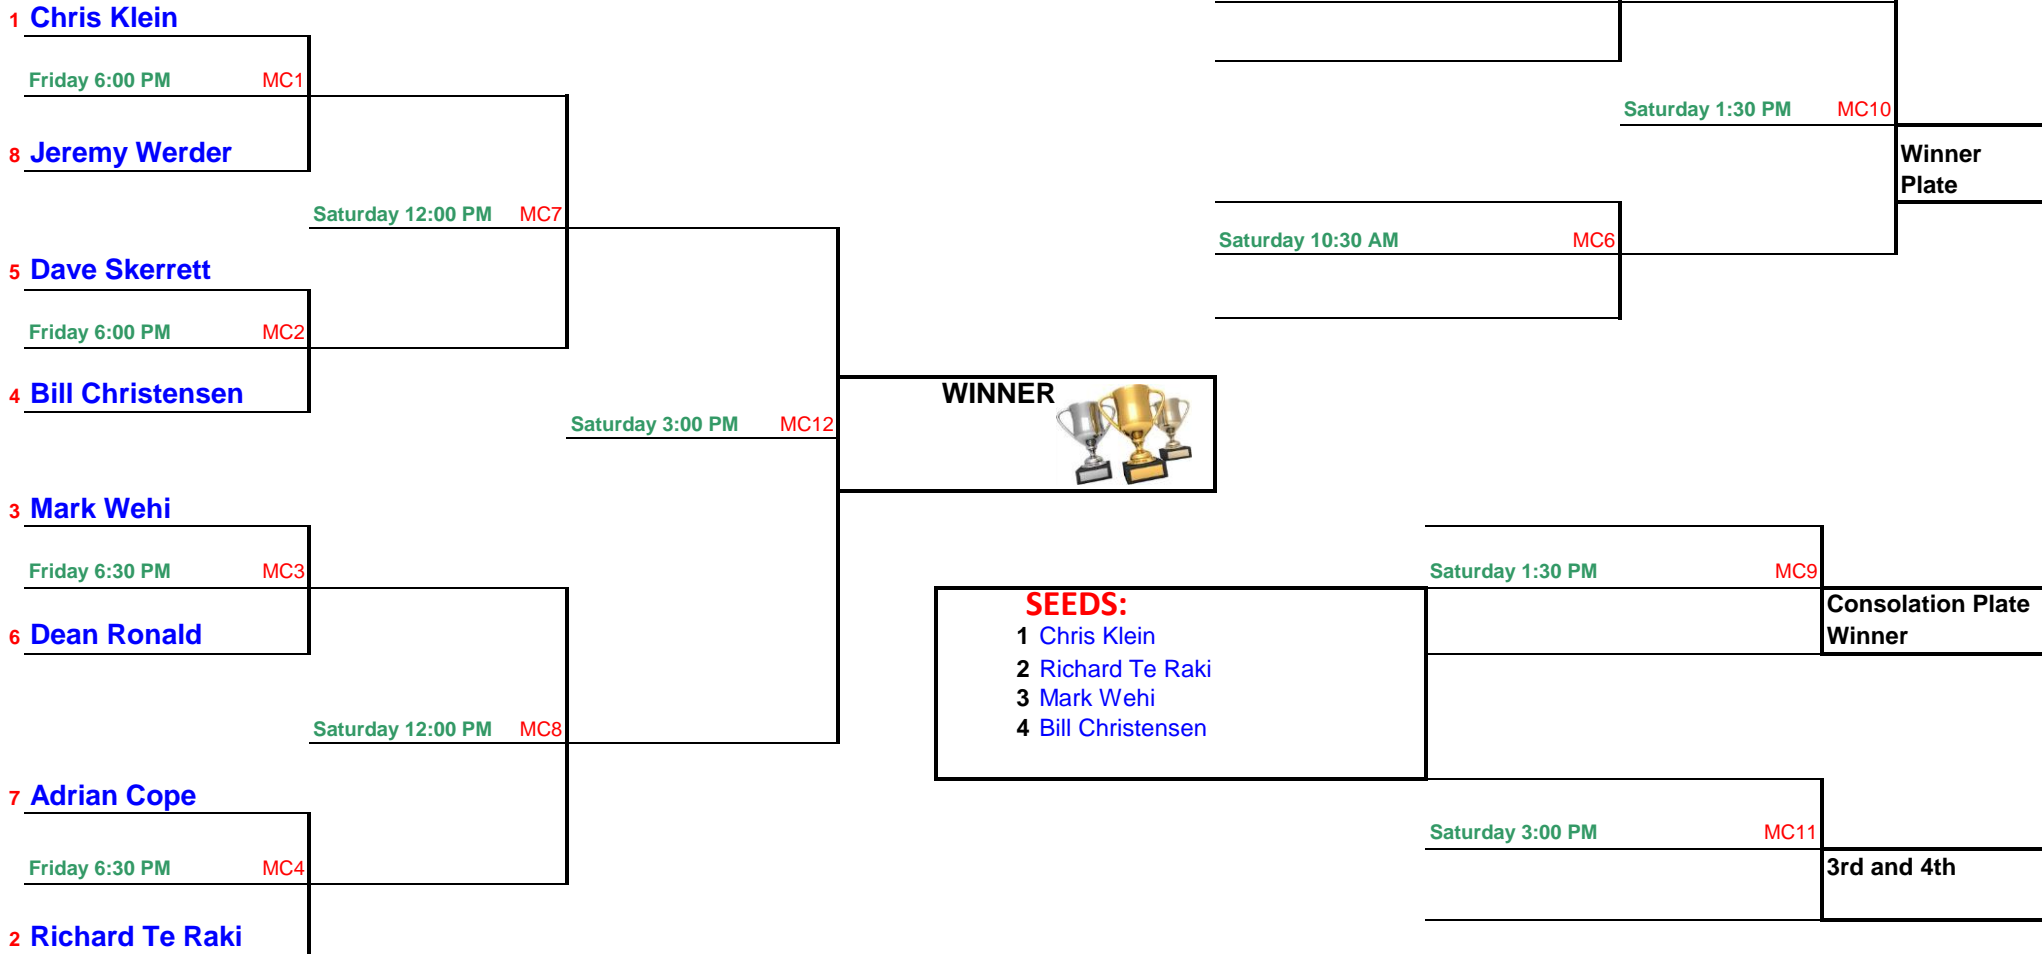 1 Chris Klein
Friday 6:00 PM MC1
8 Jeremy Werder
Saturday 12:00 PM MC7
5 Dave Skerrett
Friday 6:00 PM MC2
4 Bill Christensen
Saturday 3:00 PM MC12
3 Mark Wehi
Friday 6:30 PM MC3
6 Dean Ronald
Saturday 12:00 PM MC8
7 Adrian Cope
Friday 6:30 PM MC4
2 Richard Te Raki
WINNER
SEEDS:
1 Chris Klein
2 Richard Te Raki
3 Mark Wehi
4 Bill Christensen
Saturday 1:30 PM MC10
Winner
Plate
Saturday 10:30 AM MC6
Saturday 1:30 PM MC9
Consolation Plate
Winner
Saturday 3:00 PM MC11
3rd and 4th